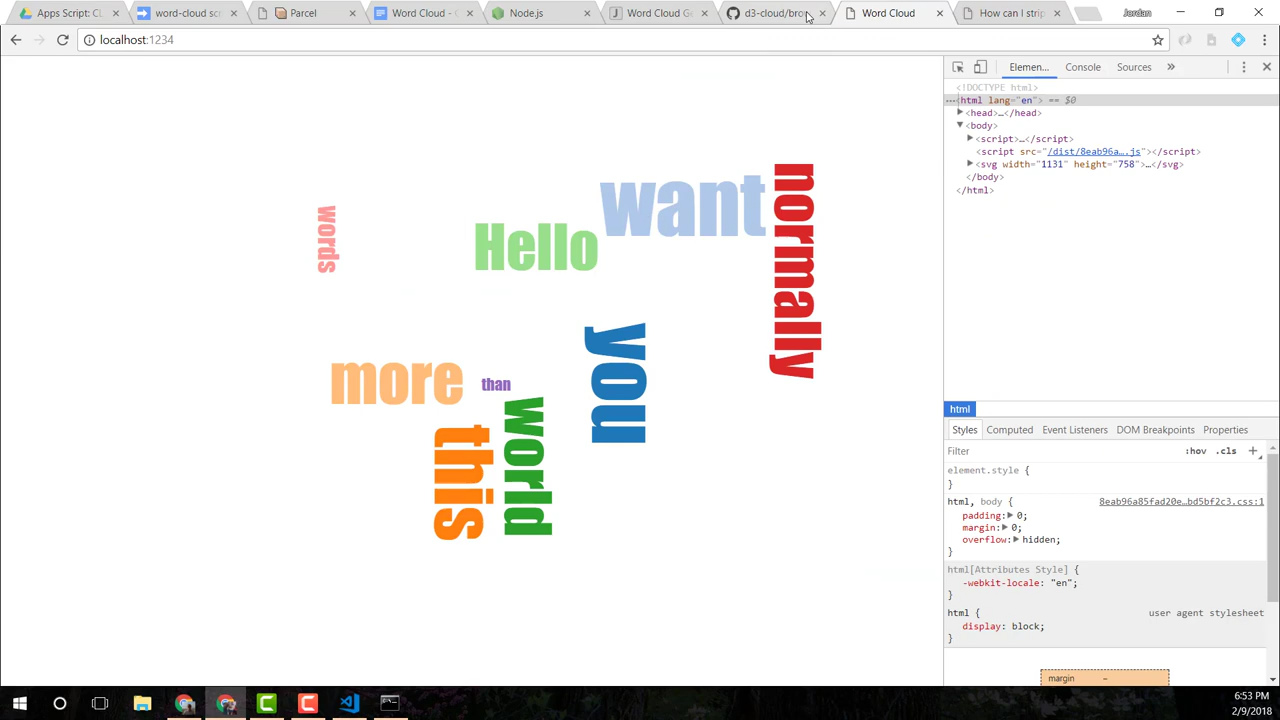 Apps Script: Cl
word-cloud scr
Parcel
Word Cloud - G
Node.js
Word Cloud Ge
d3-cloud/brow
Word Cloud
How can I strip
Jordan
localhost:1234
words
Hello
want
normally
more
than
you
this
world
Elemen...
Console
Sources
»
<!DOCTYPE html>
…<html lang="en"> == $0
<head>…</head>
<body>
<script>…</script>
<script src="/dist/8eab96a….js"></script>
<svg width="1131" height="758">…</svg>
</body>
</html>
html
Styles
Computed
Event Listeners
DOM Breakpoints
Properties
Filter
:hov
.cls
+
element.style {
}
html, body {
8eab96a85fad20e…bd5bf2c3.css:1
padding: 0;
margin: 0;
overflow: hidden;
}
html[Attributes Style] {
-webkit-locale: "en";
}
html {
user agent stylesheet
display: block;
}
margin
–
6:53 PM
2/9/2018